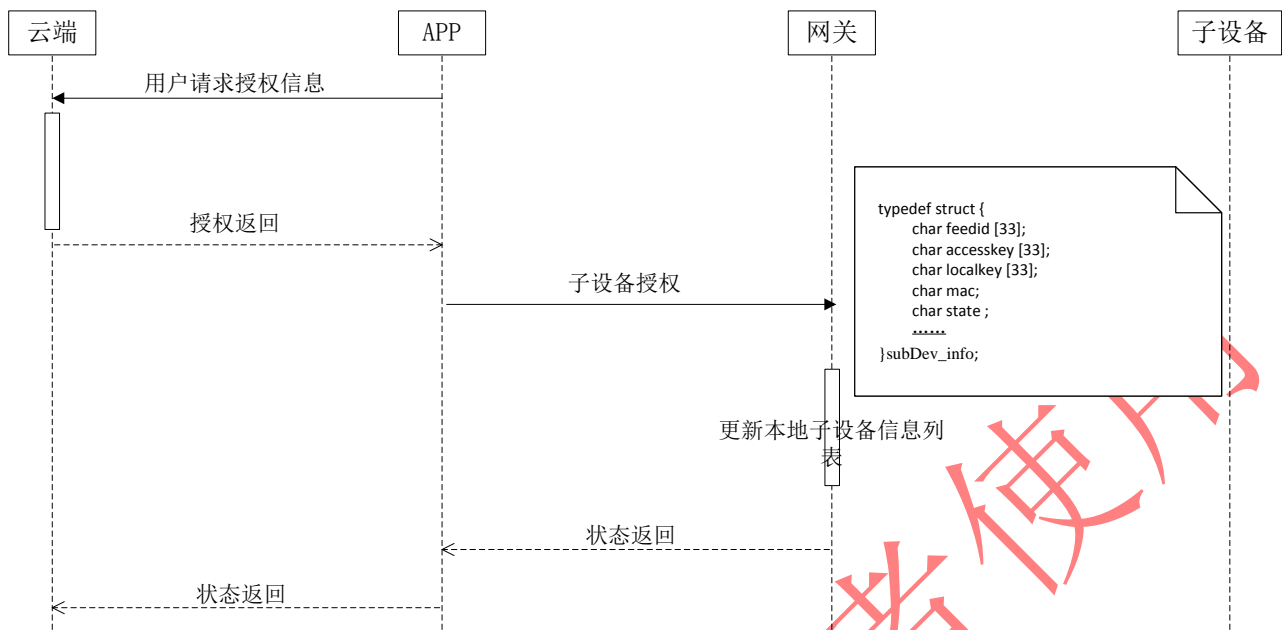 云端
APP
网关
子设备
用户请求授权信息
授权返回
子设备授权
typedef struct {
char feedid [33];
char accesskey [33];
char localkey [33];
char mac;
char state ;
……
}subDev_info;
更新本地子设备信息列
表
状态返回
状态返回
者使用